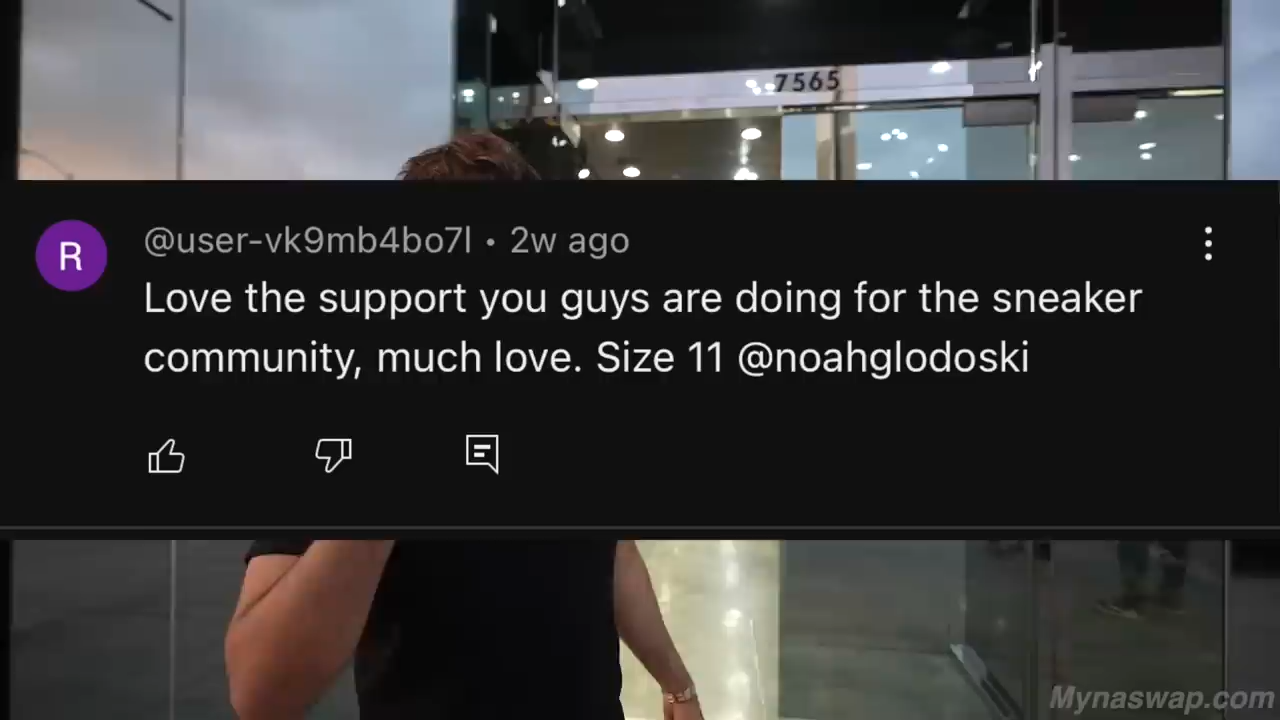 7565
R
@user-vk9mb4bo7l • 2w ago
Love the support you guys are doing for the sneaker
community, much love. Size 11 @noahglodoski
Mynaswap.com